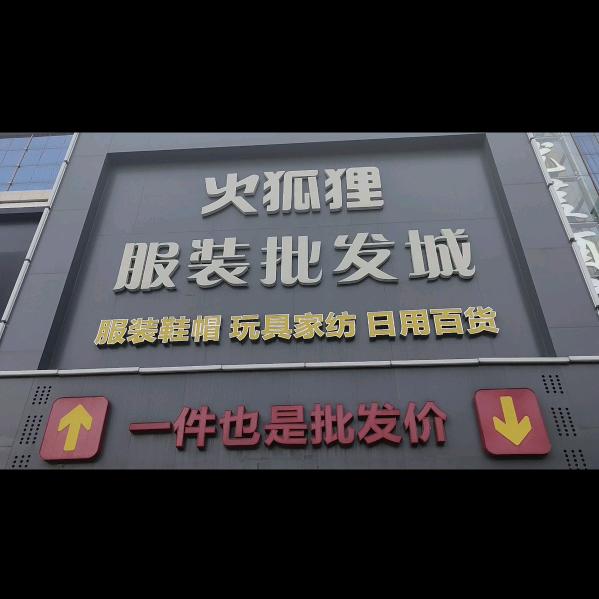 火狐狸
服装批发城
服装鞋帽 玩具家纺 日用百货
一件也是批发价